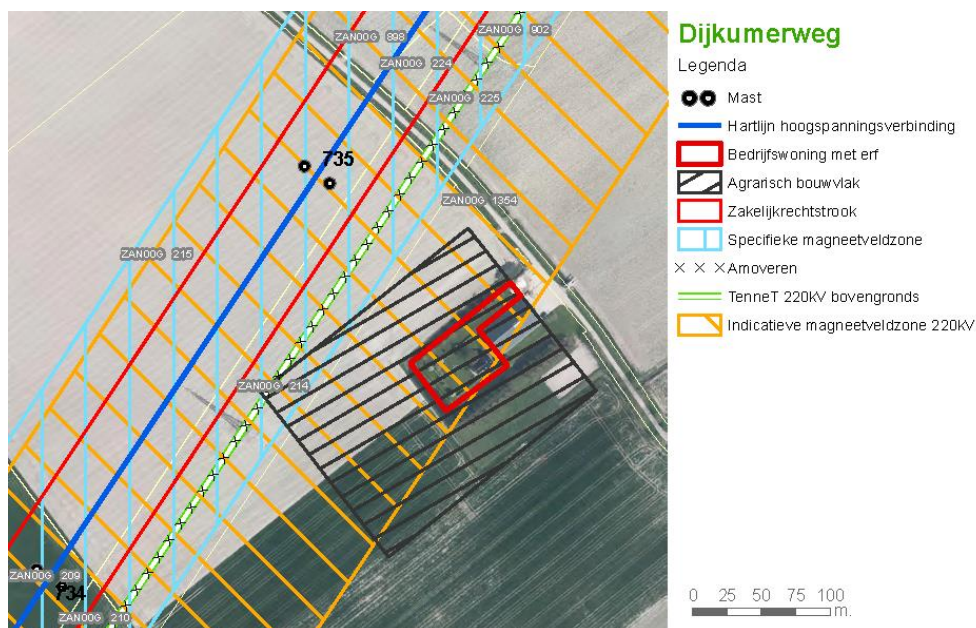 ZAN00G 898
ZAN00G 902
ZAN00G 224
ZAN00G 225
735
ZAN00G 1354
ZAN00G 215
ZAN00G 214
ZAN00G 209
734
ZAN00G 210
Dijkumerweg
Legenda
Mast
Hartlijn hoogspanningsverbinding
Bedrijfswoning met erf
Agrarisch bouwvlak
Zakelijkrechtstrook
Specifieke magneetveldzone
Amoveren
TenneT 220kV bovengronds
Indicatieve magneetveldzone 220kV
0 25 50 75 100
m.